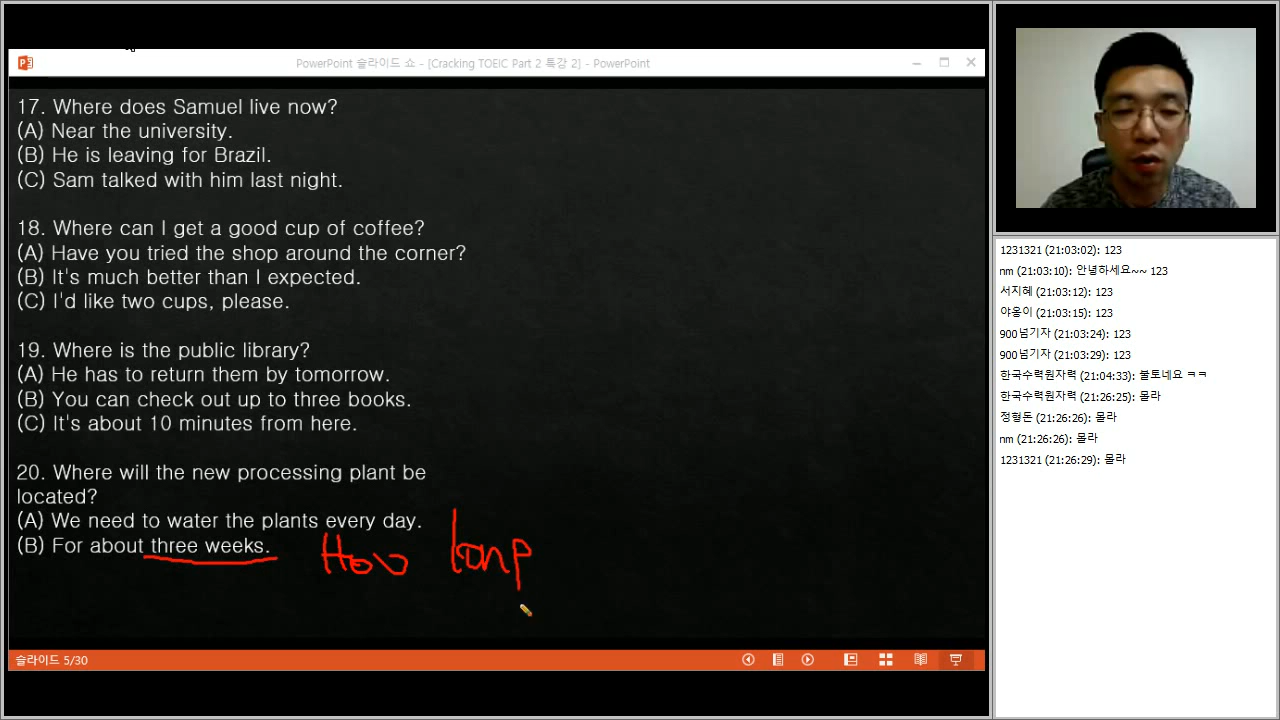 PowerPoint 슬라이드 쇼 - [Cracking TOEIC Part 2 특강 2] - PowerPoint
17. Where does Samuel live now?
(A) Near the university.
(B) He is leaving for Brazil.
(C) Sam talked with him last night.
18. Where can I get a good cup of coffee?
(A) Have you tried the shop around the corner?
(B) It's much better than I expected.
(C) I'd like two cups, please.
19. Where is the public library?
(A) He has to return them by tomorrow.
(B) You can check out up to three books.
(C) It's about 10 minutes from here.
20. Where will the new processing plant be
located?
(A) We need to water the plants every day.
(B) For about three weeks.
How long
슬라이드 5/30
1231321 (21:03:02): 123
nm (21:03:10): 안녕하세요~~ 123
서지혜 (21:03:12): 123
야옹이 (21:03:15): 123
900넘기자 (21:03:24): 123
900넘기자 (21:03:29): 123
한국수력원자력 (21:04:33): 불토네요 ㅋㅋ
한국수력원자력 (21:26:25): 몰라
정형돈 (21:26:26): 몰라
nm (21:26:26): 몰라
1231321 (21:26:29): 몰라